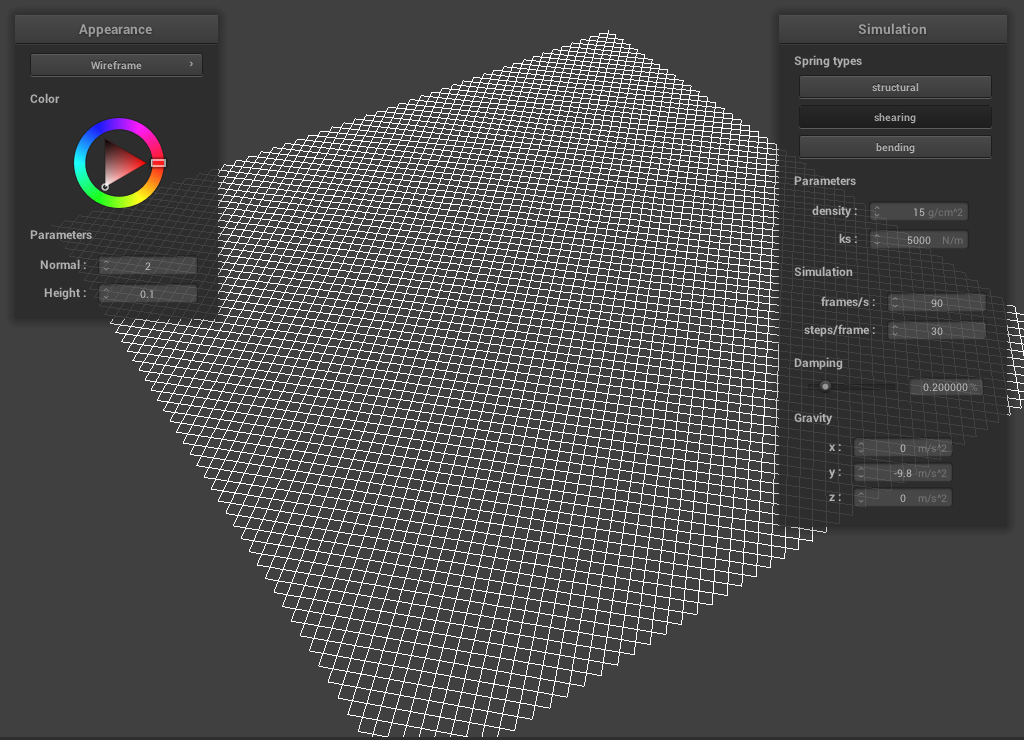 Appearance
Wireframe ›
Color
Parameters
Normal : 2
Height : 0.1
Simulation
Spring types
structural
shearing
bending
Parameters
density : 15 g/cm^2
ks : 5000 N/m
Simulation
frames/s : 90
steps/frame : 30
Damping
0.200000 %
Gravity
x : 0 m/s^2
y : -9.8 m/s^2
z : 0 m/s^2